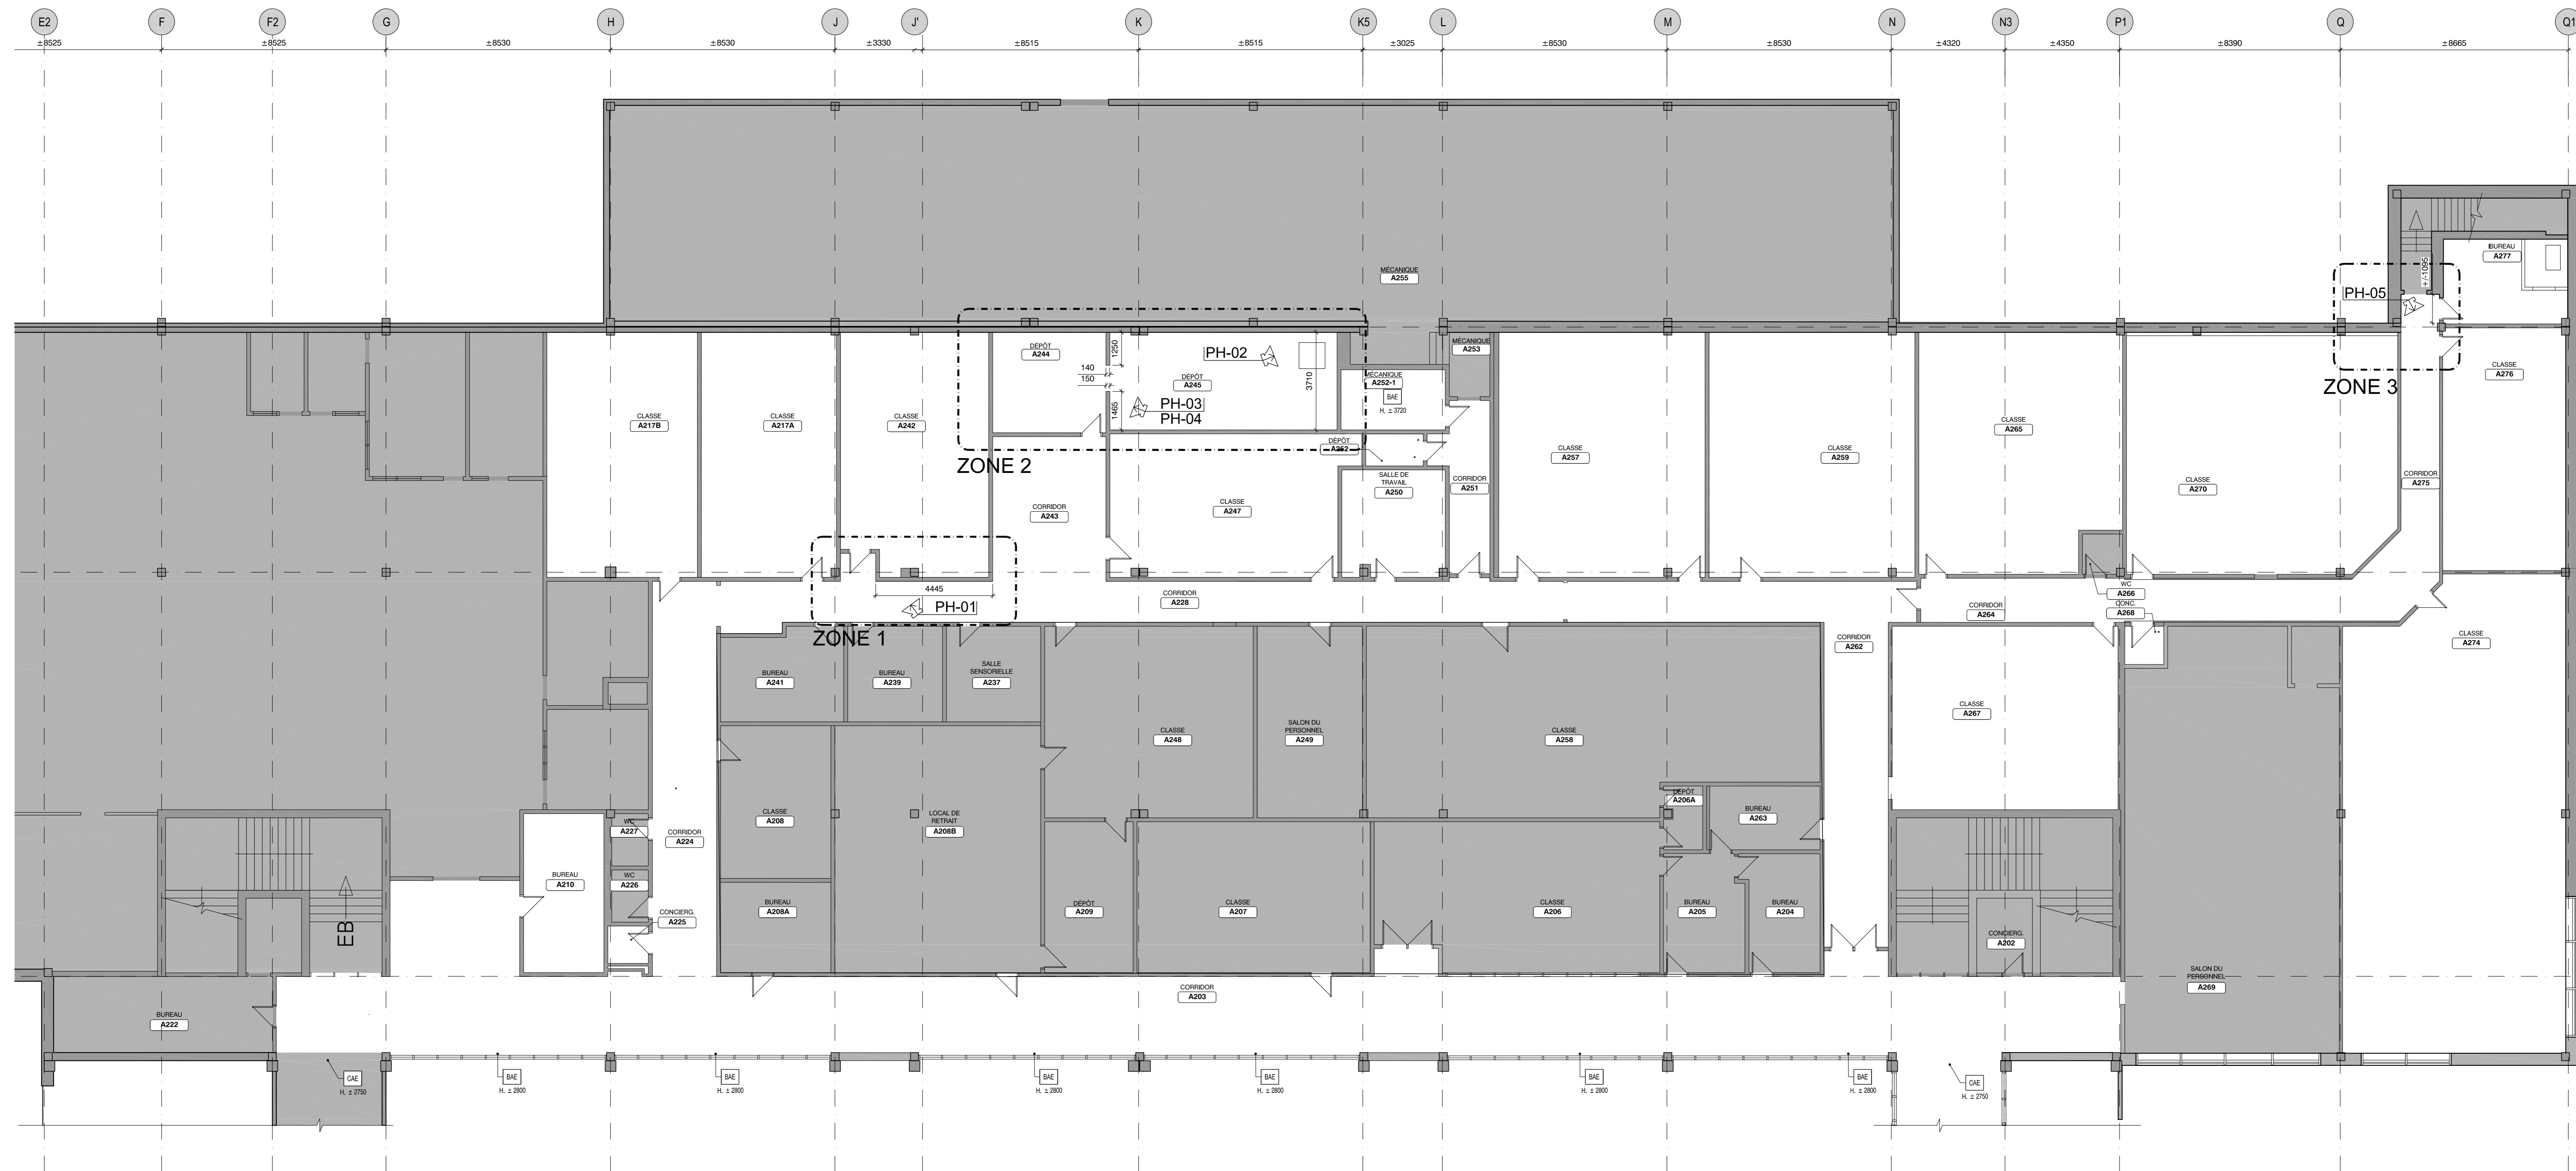 E2 F F2 G H J J' K K5 L M N N3 P1 Q Q1
±8525 ±8525 ±8530 ±8530 ±3330 ±8515 ±8515 ±3025 ±8530 ±8530 ±4320 ±4350 ±8390 ±8665
MÉCANIQUE
A255
BUREAU
A277
+/-1095
PH-05
ZONE 3
DÉPÔT
A244
1250
140
150
1465
PH-02
DÉPÔT
A245
3710
PH-03
PH-04
MÉCANIQUE
A253
MÉCANIQUE
A252-1
BAE
H. ± 3720
DÉPÔT
A252
ZONE 2
CLASSE
A217B
CLASSE
A217A
CLASSE
A242
CORRIDOR
A243
CLASSE
A247
SALLE DE
TRAVAIL
A250
CORRIDOR
A251
CLASSE
A257
CLASSE
A259
CLASSE
A265
CLASSE
A270
CORRIDOR
A275
CLASSE
A276
4445
PH-01
ZONE 1
CORRIDOR
A228
CORRIDOR
A264
WC
A266
CONC.
A268
CORRIDOR
A262
CLASSE
A274
BUREAU
A241
BUREAU
A239
SALLE
SENSORIELLE
A237
CLASSE
A248
SALON DU
PERSONNEL
A249
CLASSE
A258
CLASSE
A267
DÉPÔT
A206A
BUREAU
A263
WC
A227
CORRIDOR
A224
CLASSE
A208
LOCAL DE
RETRAIT
A208B
BUREAU
A210
WC
A226
CONCIERG.
A225
BUREAU
A208A
DÉPÔT
A209
CLASSE
A207
CLASSE
A206
BUREAU
A205
BUREAU
A204
CONCIERG.
A202
EB
SALON DU
PERSONNEL
A269
CORRIDOR
A203
BUREAU
A222
CAE
H. ± 2750
BAE
H. ± 2800
BAE
H. ± 2800
BAE
H. ± 2800
BAE
H. ± 2800
BAE
H. ± 2800
BAE
H. ± 2800
CAE
H. ± 2750